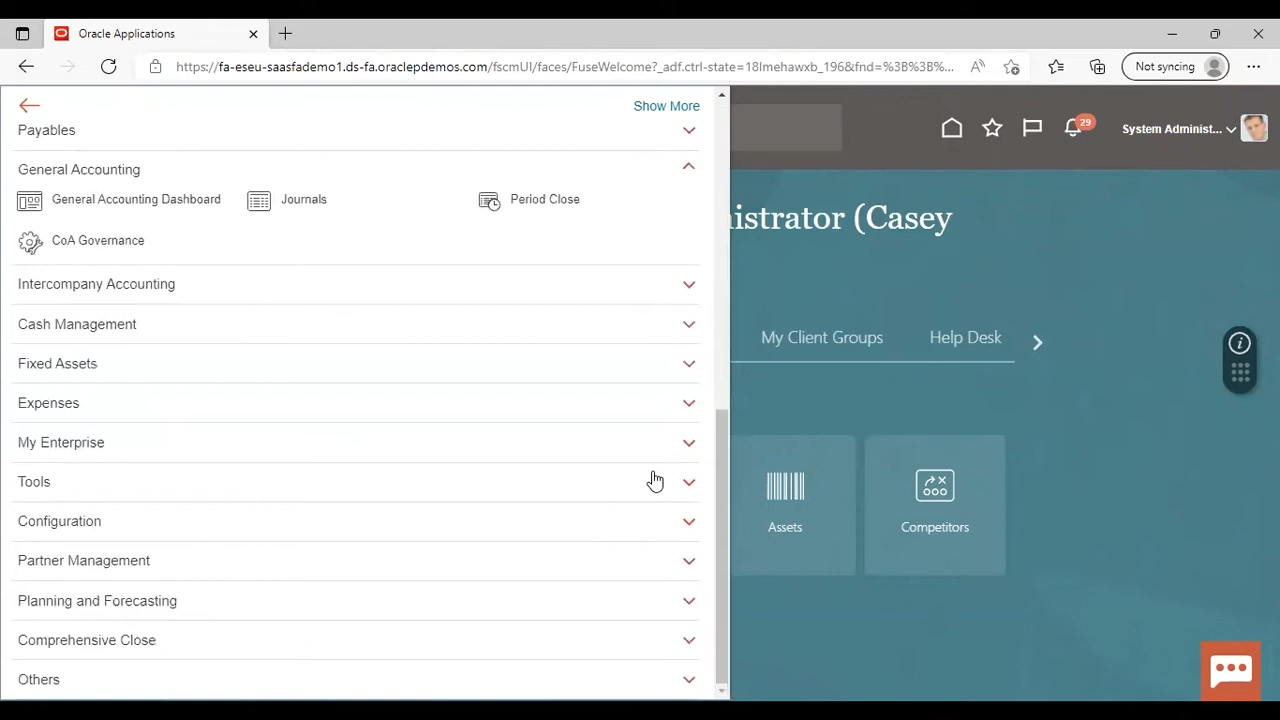 Oracle Applications
https://fa-eseu-saasfademo1.ds-fa.oraclepdemos.com/fscmUI/faces/FuseWelcome?_adf.ctrl-state=18lmehawxb_196&fnd=%3B%3B%...
Not syncing
Show More
Payables
General Accounting
General Accounting Dashboard Journals Period Close
CoA Governance
Intercompany Accounting
Cash Management
Fixed Assets
Expenses
My Enterprise
Tools
Configuration
Partner Management
Planning and Forecasting
Comprehensive Close
Others
29
System Administ...
istrator (Casey
My Client Groups Help Desk
Assets Competitors